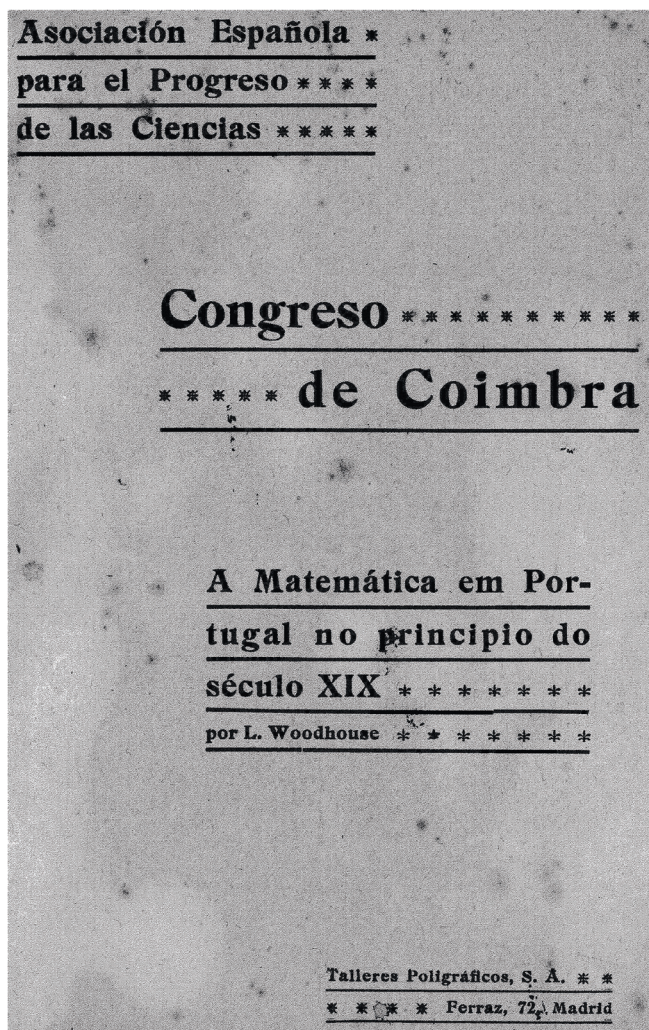 Asociación Española *
para el Progreso * * * *
de las Ciencias * * * * *
Congreso * * * * * * * * * *
* * * * * de Coimbra
A Matemática em Por-
tugal no principio do
século XIX * * * * * * *
por L. Woodhouse * * * * * * *
Talleres Poligráficos, S. A. * *
* * * * Ferraz, 72, Madrid